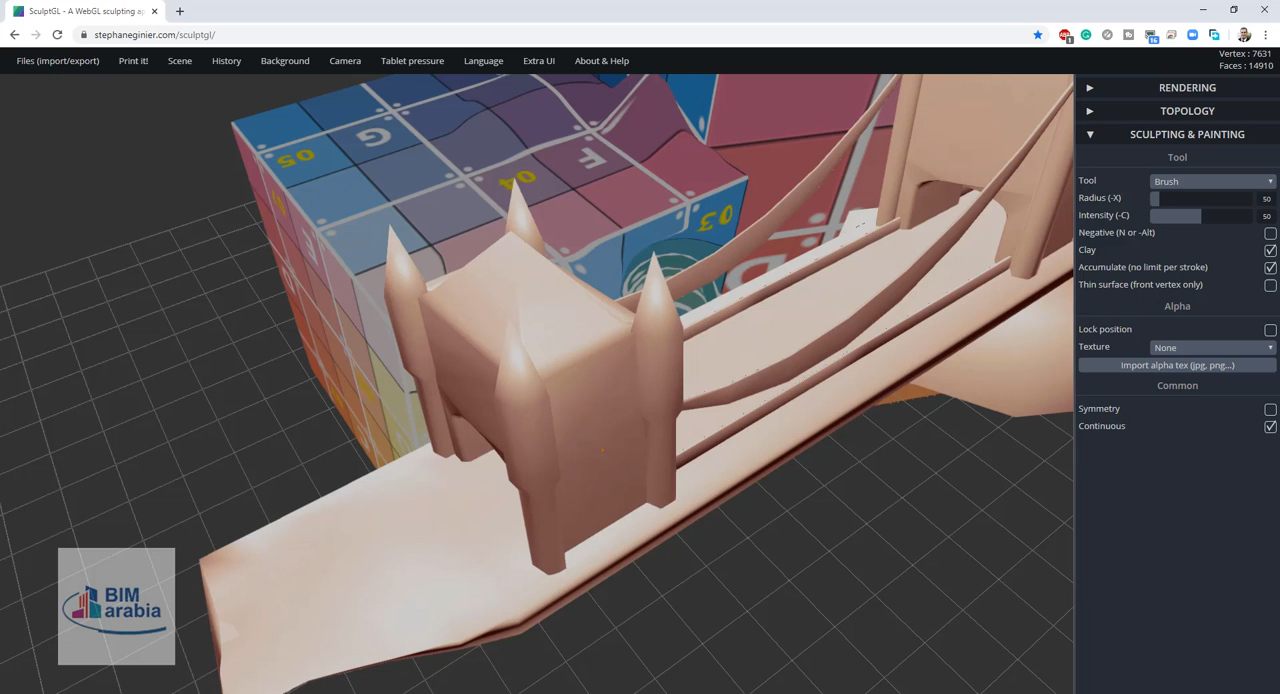 SculptGL - A WebGL sculpting ap
stephaneginier.com/sculptgl/
1
16
Files (import/export)
Print it!
Scene
History
Background
Camera
Tablet pressure
Language
Extra UI
About & Help
Vertex : 7631
Faces : 14910
RENDERING
TOPOLOGY
SCULPTING & PAINTING
Tool
Tool
Brush
Radius (-X)
50
Intensity (-C)
50
Negative (N or -Alt)
Clay
Accumulate (no limit per stroke)
Thin surface (front vertex only)
Alpha
Lock position
Texture
None
Import alpha tex (jpg, png...)
Common
Symmetry
Continuous
G
05
E
04
03
BIM
arabia